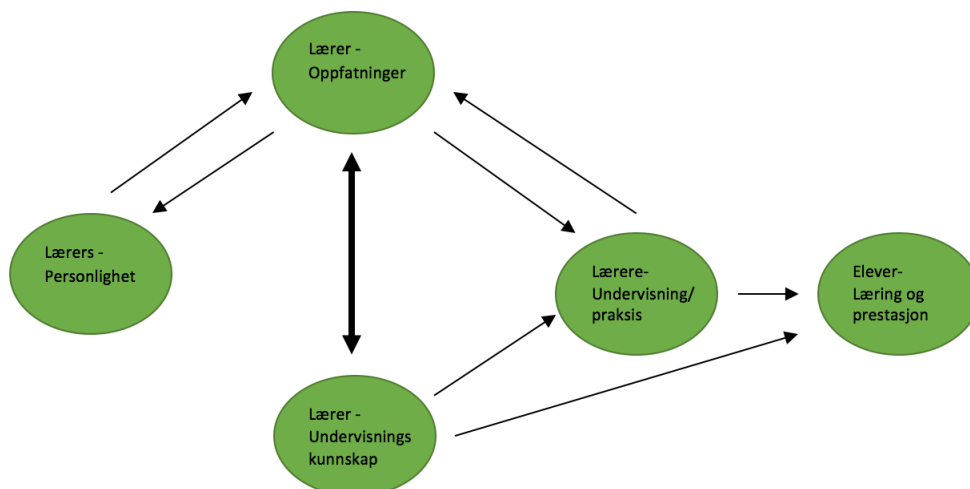 Lærer -
Oppfatninger
Lærers -
Personlighet
Lærere-
Undervisning/
praksis
Elever-
Læring og
prestasjon
Lærer -
Undervisnings
kunnskap